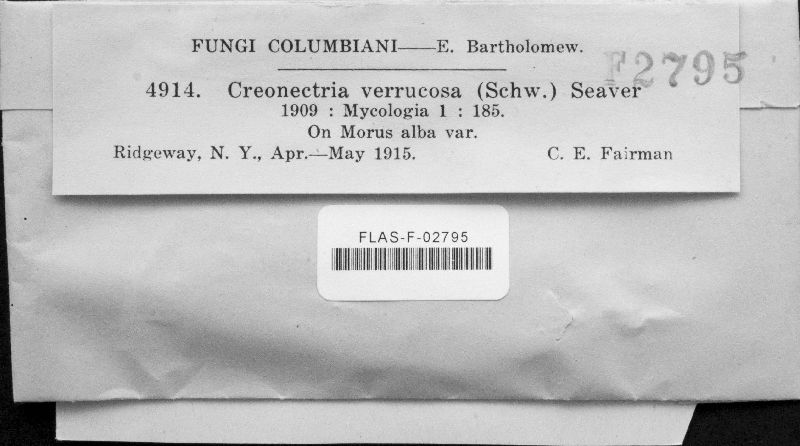 FUNGI COLUMBIANI——E. Bartholomew.
F2795
4914. Creonectria verrucosa (Schw.) Seaver
1909 : Mycologia 1 : 185.
On Morus alba var.
Ridgeway, N. Y., Apr.—May 1915. C. E. Fairman
FLAS-F-02795